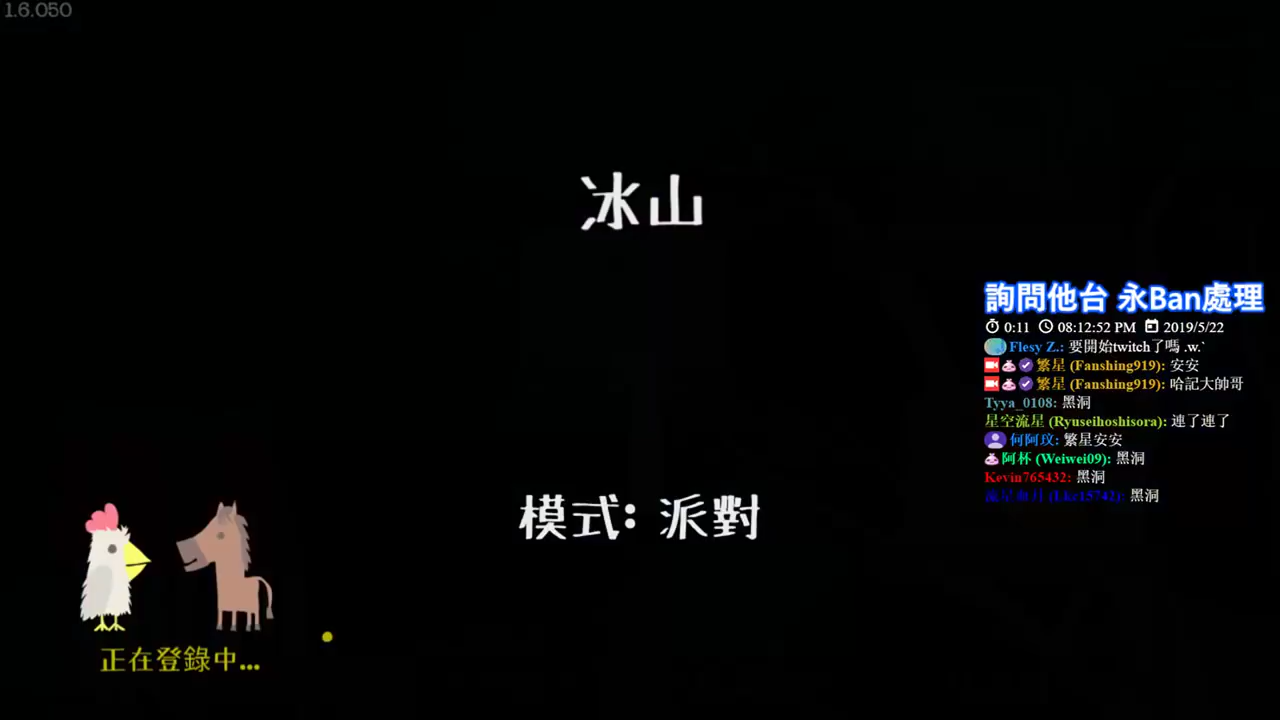 1.6.050
冰山
詢問他台 永Ban處理
0:11 08:12:52 PM 2019/5/22
Flesy Z.: 要開始twitch了嗎 .w.`
繁星 (Fanshing919): 安安
繁星 (Fanshing919): 哈記大帥哥
Tyya_0108: 黑洞
星空流星 (Ryuseihoshisora): 連了連了
何阿玟: 繁星安安
阿杯 (Weiwei09): 黑洞
Kevin765432: 黑洞
黑洞
模式: 派對
正在登錄中...